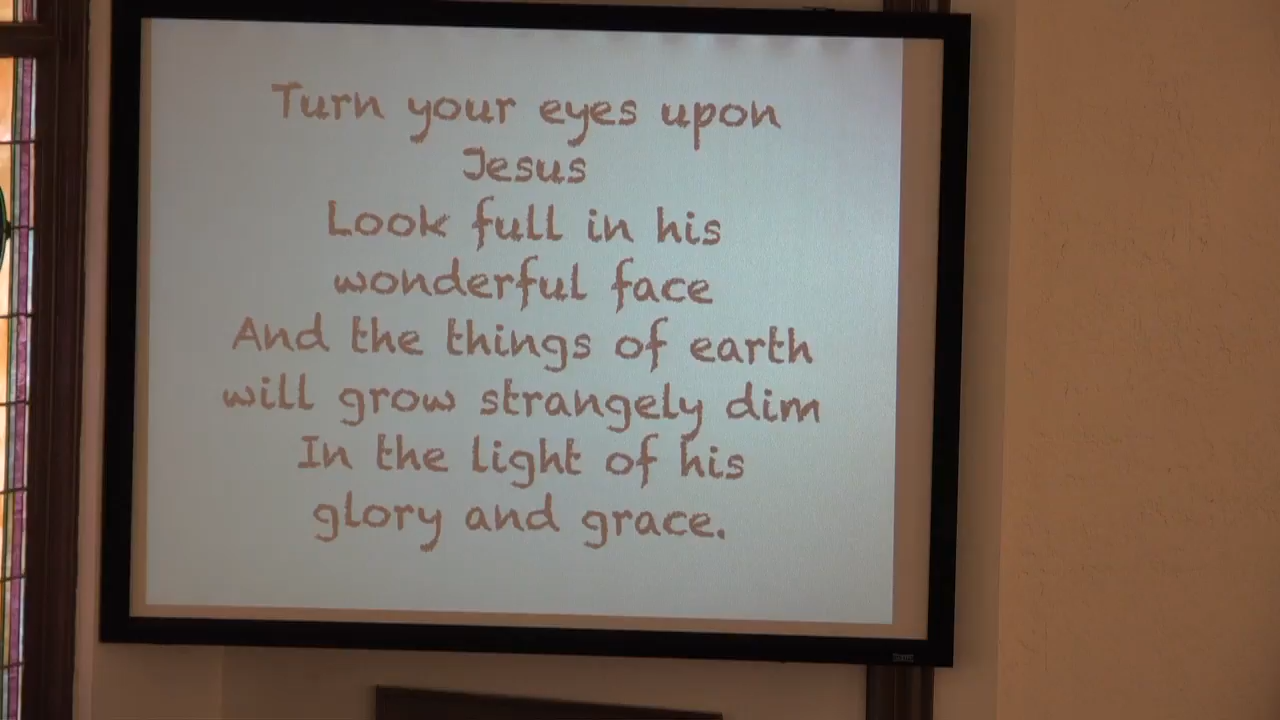 Turn your eyes upon
Jesus
Look full in his
wonderful face
And the things of earth
will grow strangely dim
In the light of his
glory and grace.